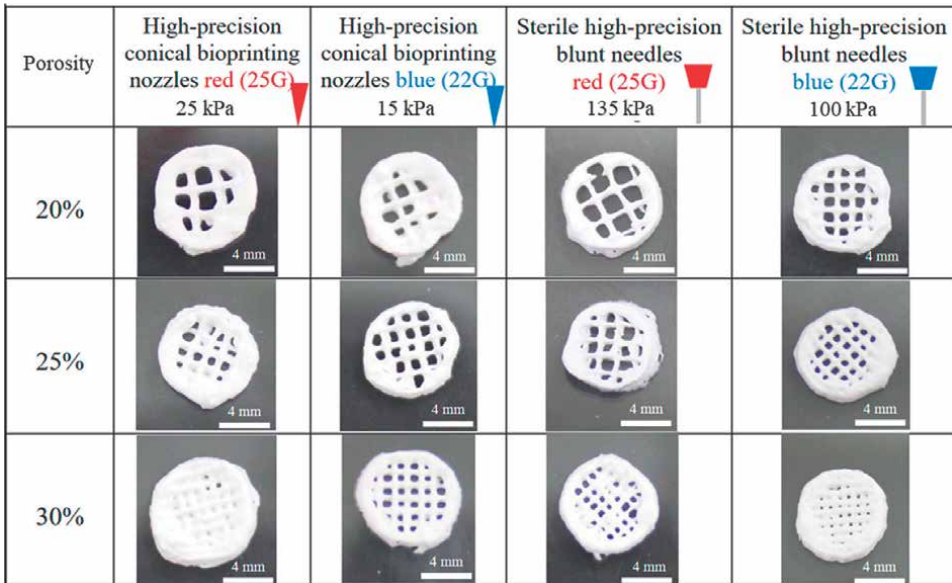 Porosity
High-precision
conical bioprinting
nozzles red (25G)
25 kPa
High-precision
conical bioprinting
nozzles blue (22G)
15 kPa
Sterile high-precision
blunt needles
red (25G)
135 kPa
Sterile high-precision
blunt needles
blue (22G)
100 kPa
20%
4 mm
4 mm
4 mm
4 mm
25%
4 mm
4 mm
4 mm
4 mm
30%
4 mm
4 mm
4 mm
4 mm